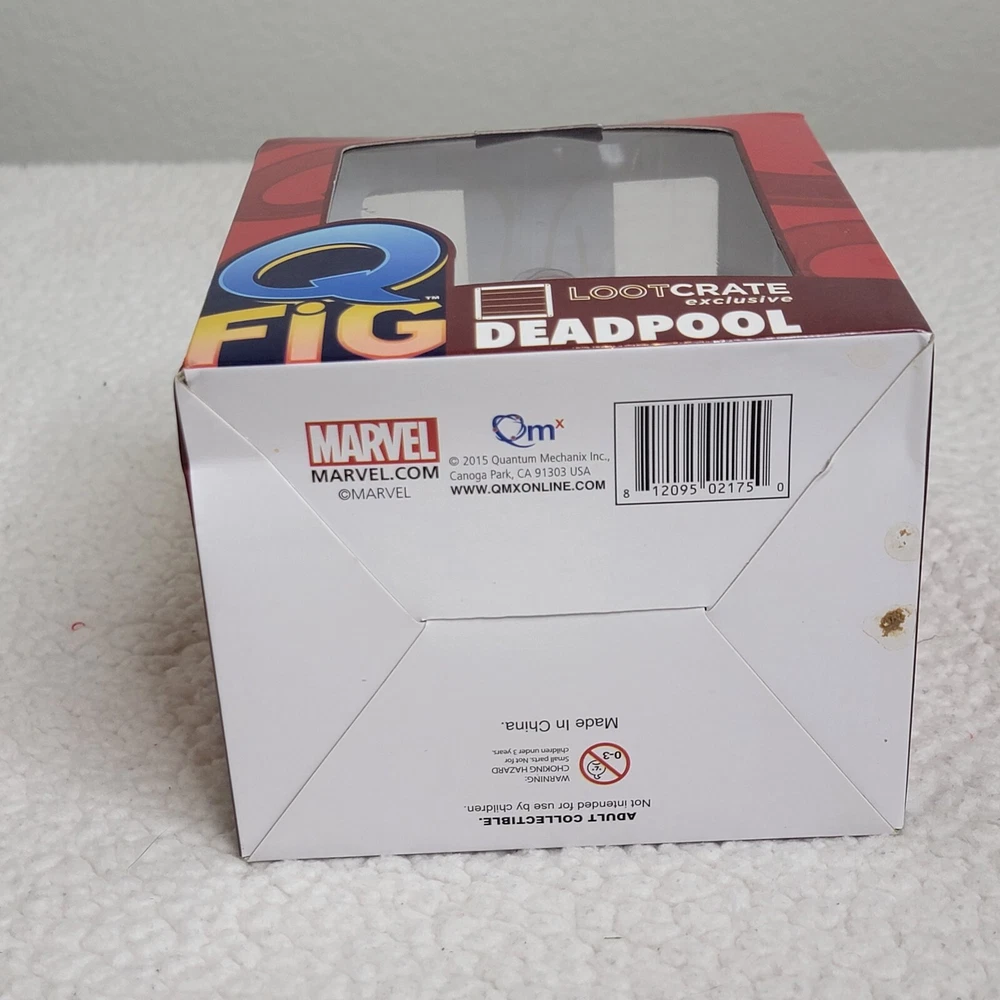 Q
FiG™
LOOTCRATE
exclusive
DEADPOOL
MARVEL
MARVEL.COM
©MARVEL
Qmx
© 2015 Quantum Mechanix Inc.,
Canoga Park, CA 91303 USA
WWW.QMXONLINE.COM
8 12095 02175 0
ADULT COLLECTIBLE.
Not intended for use by children.
0-3
WARNING:
CHOKING HAZARD
Small parts. Not for
children under 3 years.
Made In China.